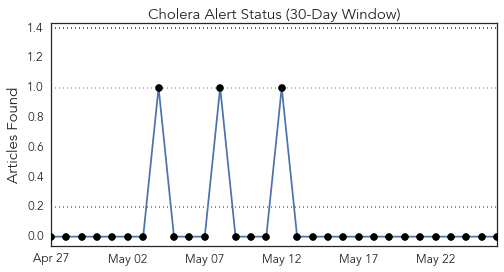 Cholera Alert Status (30-Day Window)
Articles Found
1.4
1.2
1.0
0.8
0.6
0.4
0.2
0.0
Apr 27 May 02 May 07 May 12 May 17 May 22